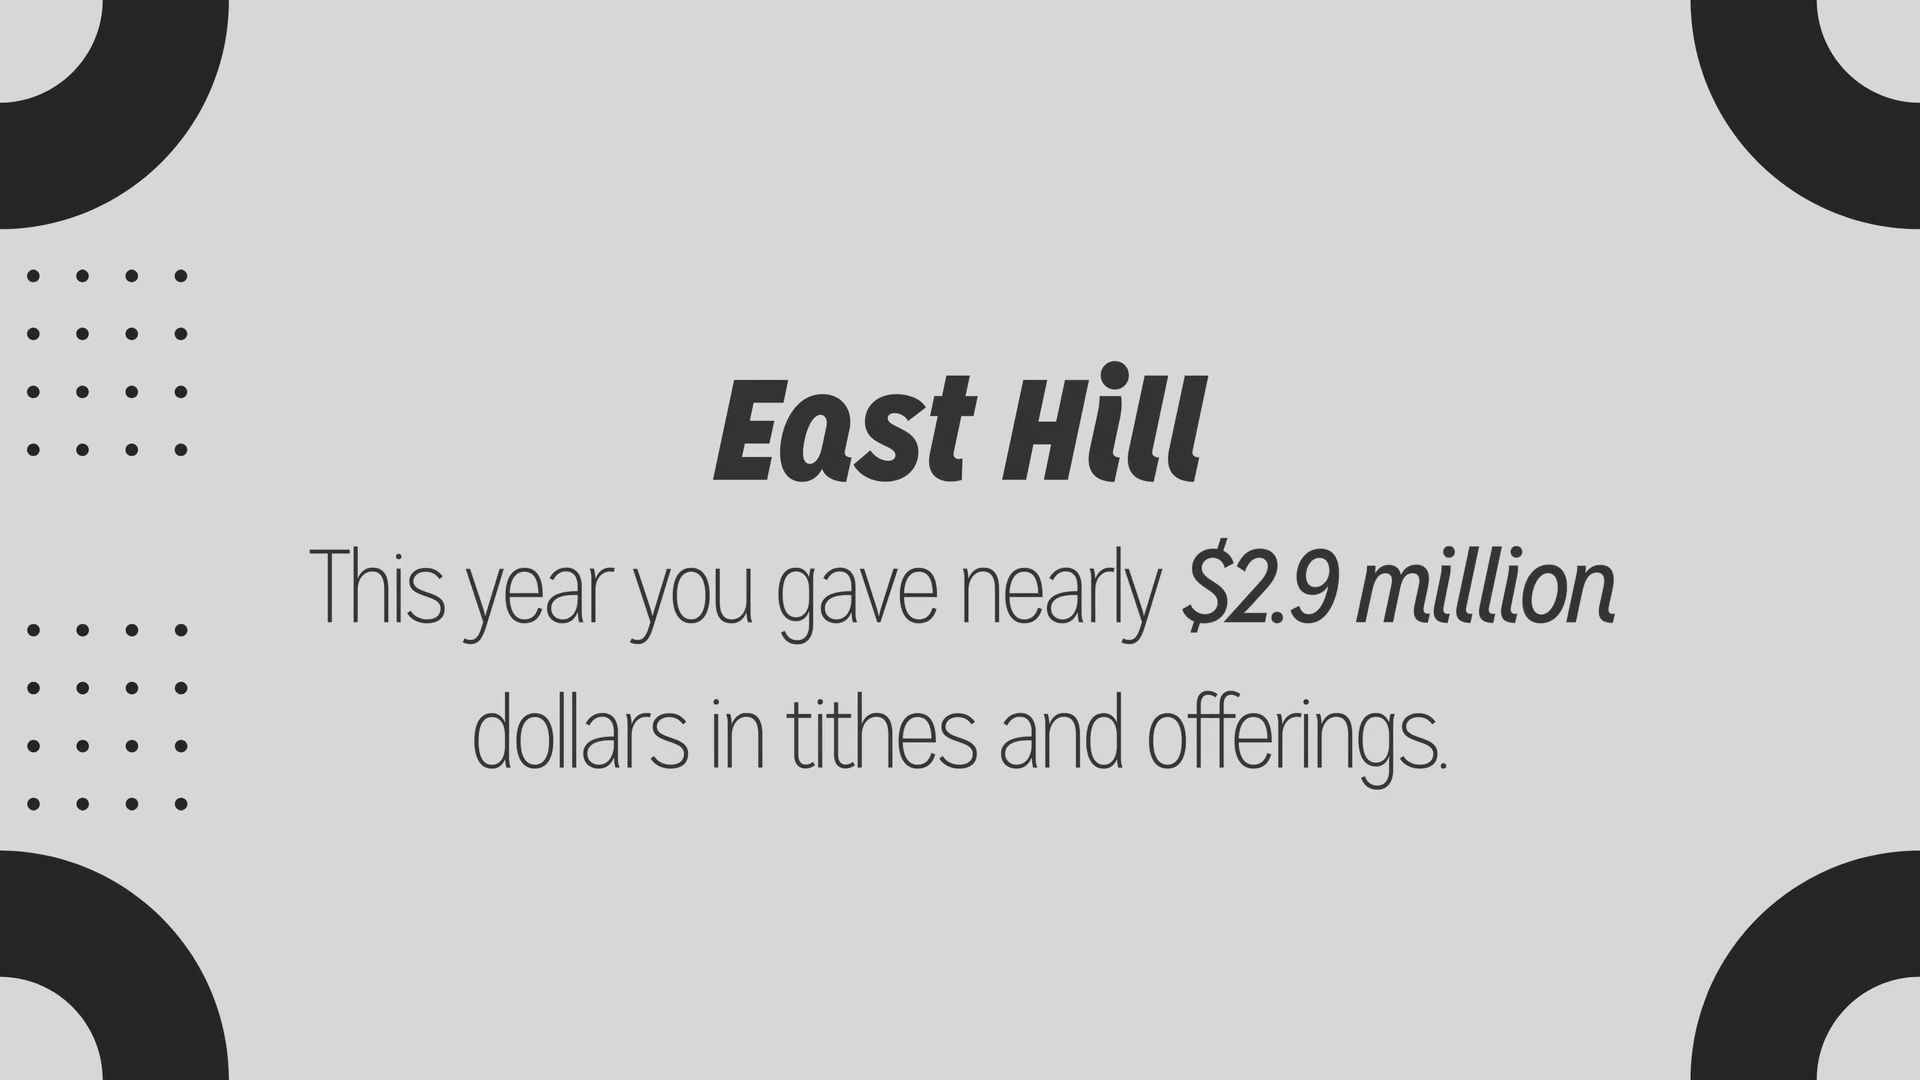 East Hill
This year you gave nearly $2.9 million
dollars in tithes and offerings.